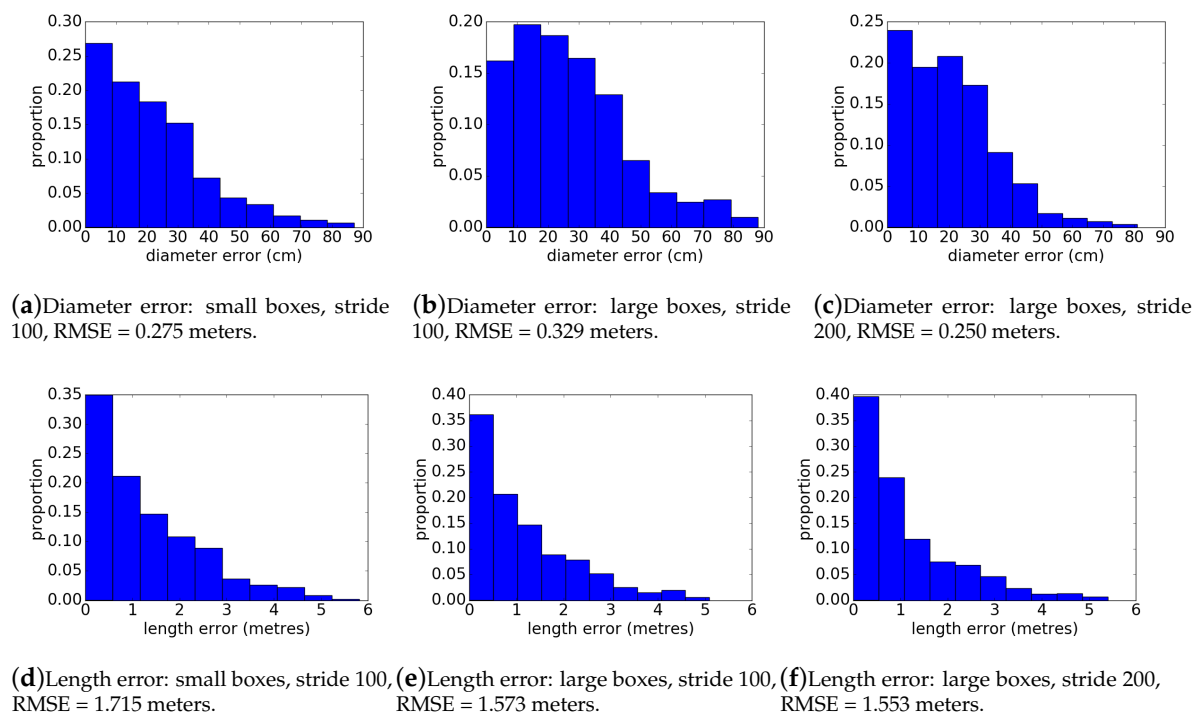 0.30
0.25
0.20
0.15
0.10
0.05
0.00
proportion
0 10 20 30 40 50 60 70 80 90
diameter error (cm)
(a)Diameter error: small boxes, stride
100, RMSE = 0.275 meters.
0.20
0.15
0.10
0.05
0.00
proportion
0 10 20 30 40 50 60 70 80 90
diameter error (cm)
(b)Diameter error: large boxes, stride
100, RMSE = 0.329 meters.
0.25
0.20
0.15
0.10
0.05
0.00
proportion
0 10 20 30 40 50 60 70 80 90
diameter error (cm)
(c)Diameter error: large boxes, stride
200, RMSE = 0.250 meters.
0.35
0.30
0.25
0.20
0.15
0.10
0.05
0.00
proportion
0 1 2 3 4 5 6
length error (metres)
(d)Length error: small boxes, stride 100,
RMSE = 1.715 meters.
0.40
0.35
0.30
0.25
0.20
0.15
0.10
0.05
0.00
proportion
0 1 2 3 4 5 6
length error (metres)
(e)Length error: large boxes, stride 100,
RMSE = 1.573 meters.
0.40
0.35
0.30
0.25
0.20
0.15
0.10
0.05
0.00
proportion
0 1 2 3 4 5 6
length error (metres)
(f)Length error: large boxes, stride 200,
RMSE = 1.553 meters.